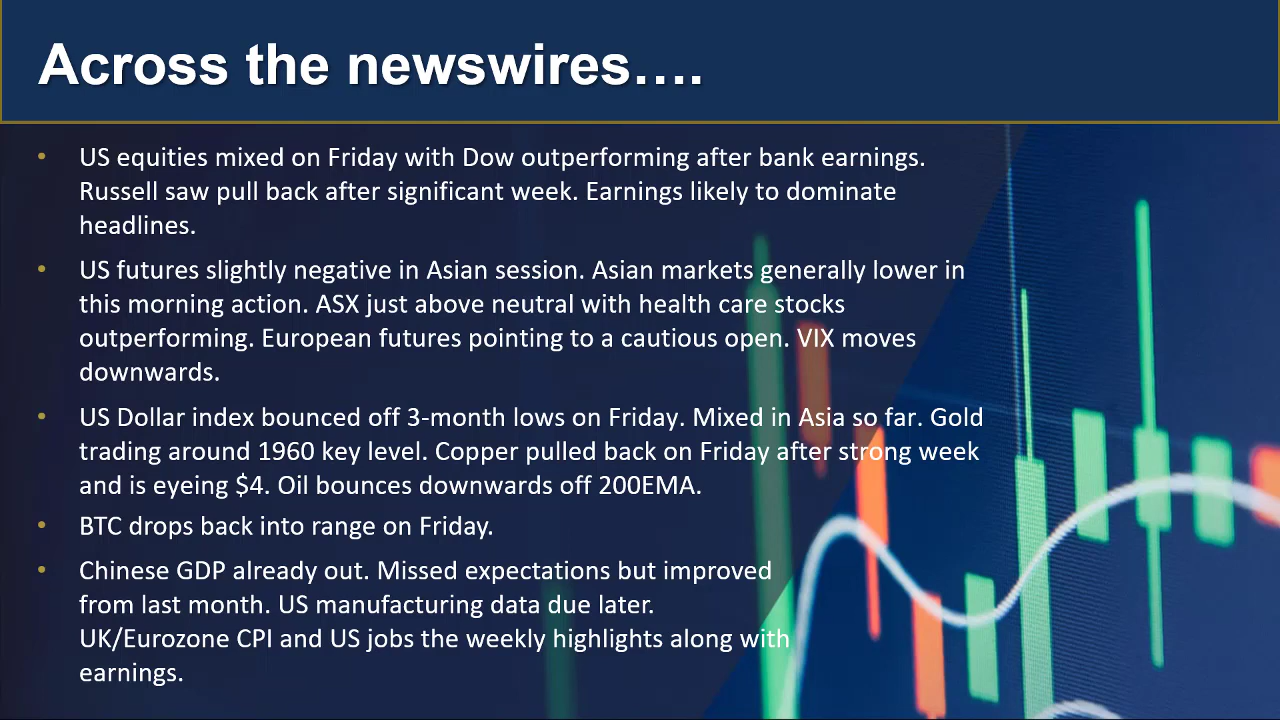 Across the newswires….
• US equities mixed on Friday with Dow outperforming after bank earnings.
Russell saw pull back after significant week. Earnings likely to dominate
headlines.
• US futures slightly negative in Asian session. Asian markets generally lower in
this morning action. ASX just above neutral with health care stocks
outperforming. European futures pointing to a cautious open. VIX moves
downwards.
• US Dollar index bounced off 3-month lows on Friday. Mixed in Asia so far. Gold
trading around 1960 key level. Copper pulled back on Friday after strong week
and is eyeing $4. Oil bounces downwards off 200EMA.
• BTC drops back into range on Friday.
• Chinese GDP already out. Missed expectations but improved
from last month. US manufacturing data due later.
UK/Eurozone CPI and US jobs the weekly highlights along with
earnings.